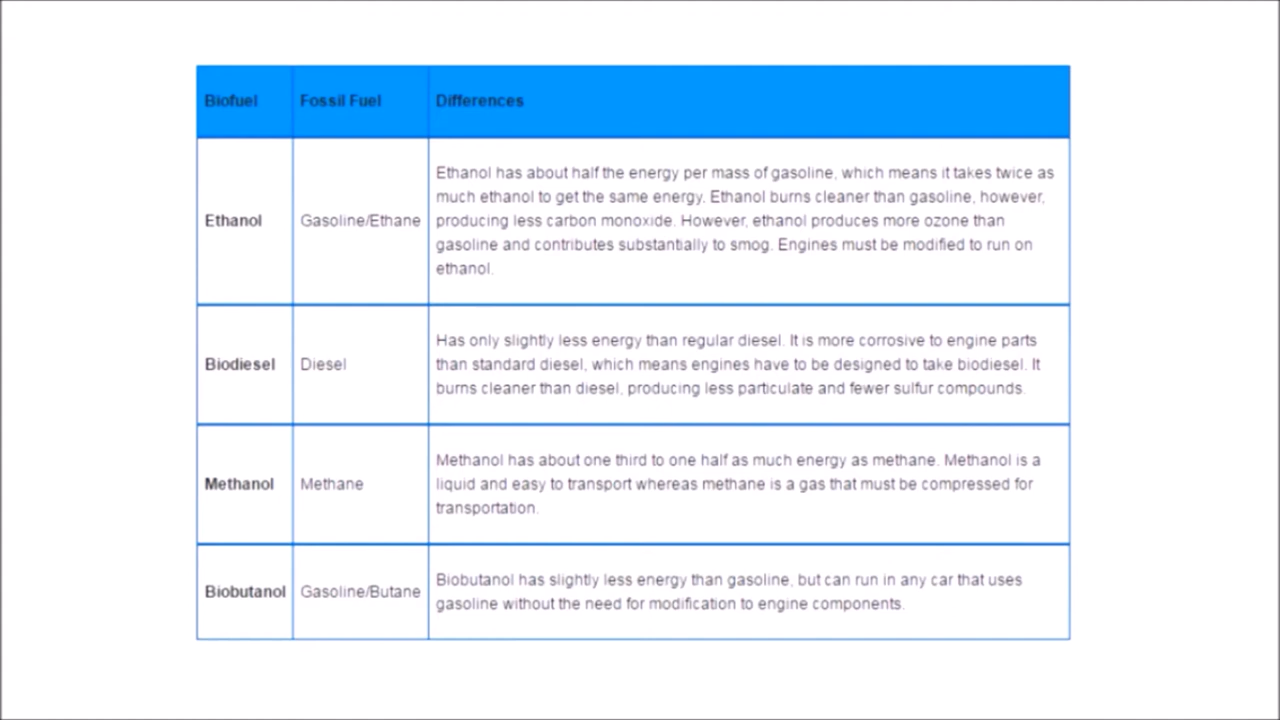 Biofuel Fossil Fuel Differences
Ethanol has about half the energy per mass of gasoline, which means it takes twice as
much ethanol to get the same energy. Ethanol burns cleaner than gasoline, however,
Ethanol Gasoline/Ethane producing less carbon monoxide. However, ethanol produces more ozone than
gasoline and contributes substantially to smog. Engines must be modified to run on
ethanol.
Has only slightly less energy than regular diesel. It is more corrosive to engine parts
Biodiesel Diesel than standard diesel, which means engines have to be designed to take biodiesel. It
burns cleaner than diesel, producing less particulate and fewer sulfur compounds.
Methanol has about one third to one half as much energy as methane. Methanol is a
Methanol Methane liquid and easy to transport whereas methane is a gas that must be compressed for
transportation.
Biobutanol Gasoline/Butane Biobutanol has slightly less energy than gasoline, but can run in any car that uses
gasoline without the need for modification to engine components.